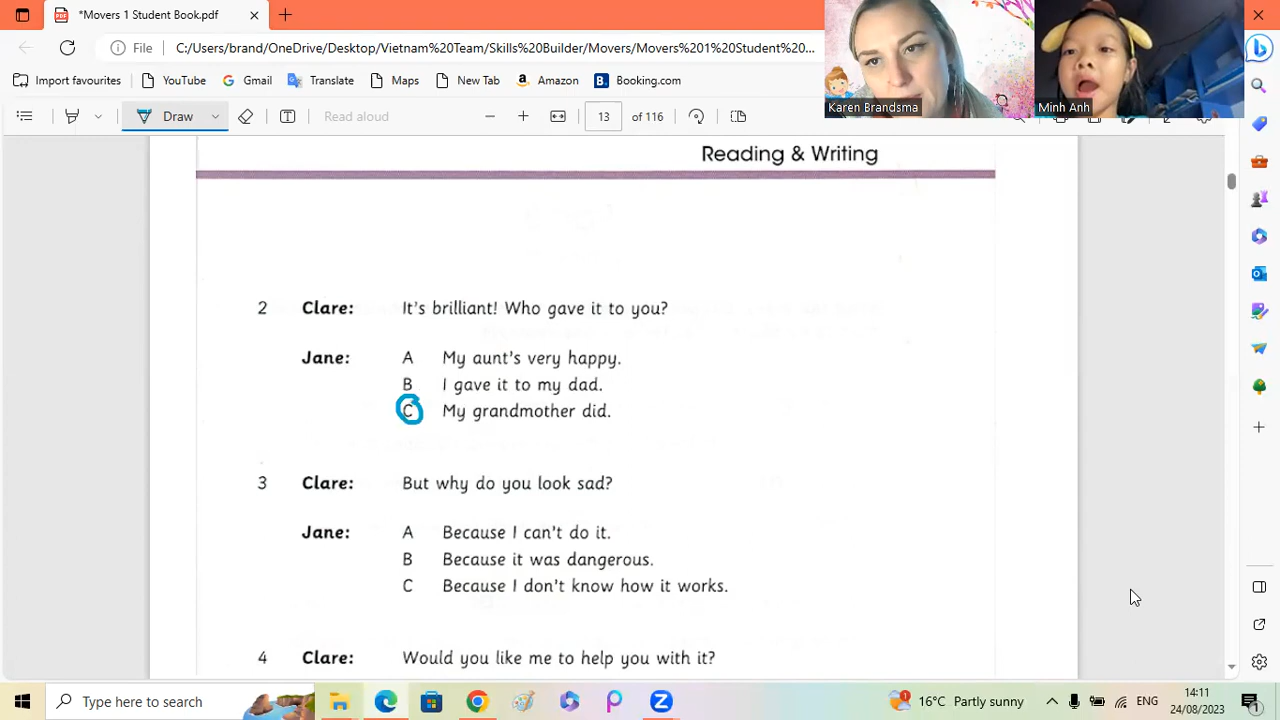 *Movers 1 Student Book.pdf
File C:/Users/brand/OneDrive/Desktop/Vietnam%20Team/Skills%20Builder/Movers/Movers%201%20Student%20...
Import favourites YouTube Gmail Translate Maps New Tab Amazon Booking.com
Draw Read aloud 13 of 116
Karen Brandsma
Minh Anh
Reading & Writing
2 Clare: It's brilliant! Who gave it to you?
Jane: A My aunt's very happy.
B I gave it to my dad.
C My grandmother did.
3 Clare: But why do you look sad?
Jane: A Because I can't do it.
B Because it was dangerous.
C Because I don't know how it works.
4 Clare: Would you like me to help you with it?
Type here to search
1 16°C Partly sunny ENG 14:11
24/08/2023 1